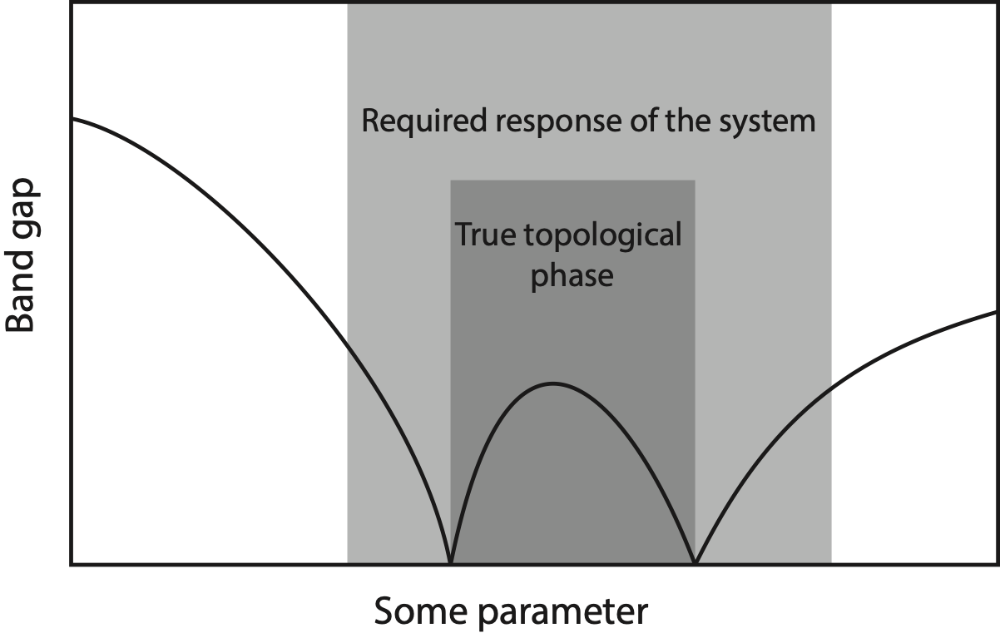 Required response of the system
True topological
phase
Band gap
Some parameter